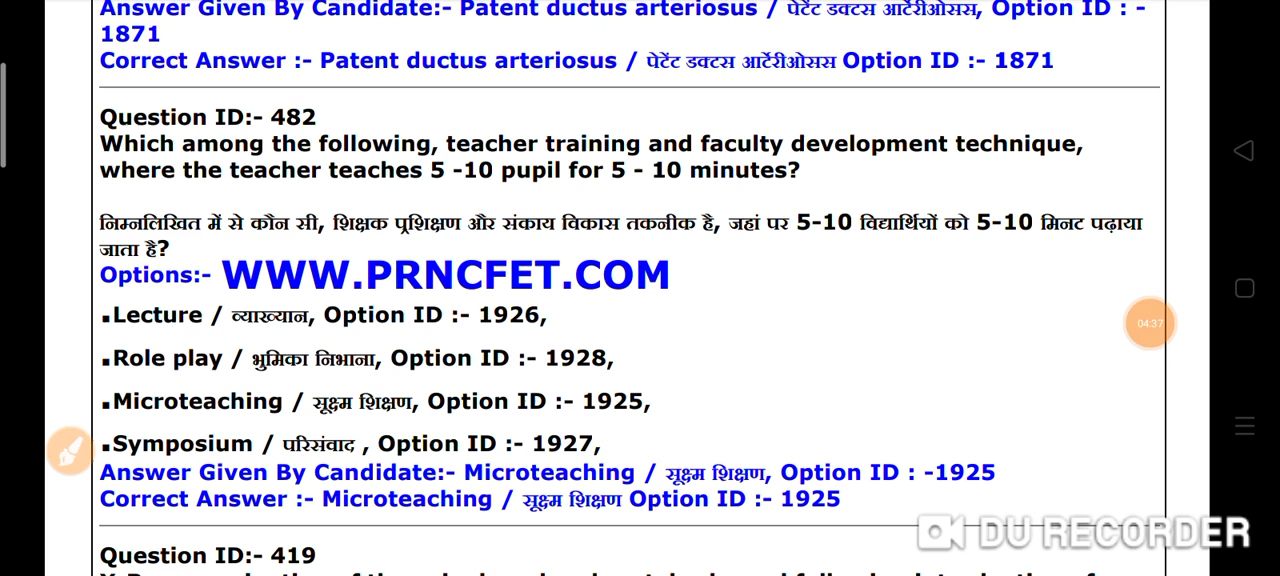 Answer Given By Candidate:- Patent ductus arteriosus / पेटेंट डक्टस आर्टेरीओसस, Option ID : -
1871
Correct Answer :- Patent ductus arteriosus / पेटेंट डक्टस आर्टेरीओसस Option ID :- 1871
Question ID:- 482
Which among the following, teacher training and faculty development technique,
where the teacher teaches 5 -10 pupil for 5 - 10 minutes?
निम्नलिखित में से कौन सी, शिक्षक प्रशिक्षण और संकाय विकास तकनीक है, जहां पर 5-10 विद्यार्थियों को 5-10 मिनट पढ़ाया
जाता है?
Options:- WWW.PRNCFET.COM
▪Lecture / व्याख्यान, Option ID :- 1926,
▪Role play / भुमिका निभाना, Option ID :- 1928,
04:37
▪Microteaching / सूक्ष्म शिक्षण, Option ID :- 1925,
▪Symposium / परिसंवाद , Option ID :- 1927,
Answer Given By Candidate:- Microteaching / सूक्ष्म शिक्षण, Option ID : -1925
Correct Answer :- Microteaching / सूक्ष्म शिक्षण Option ID :- 1925
DU RECORDER
Question ID:- 419